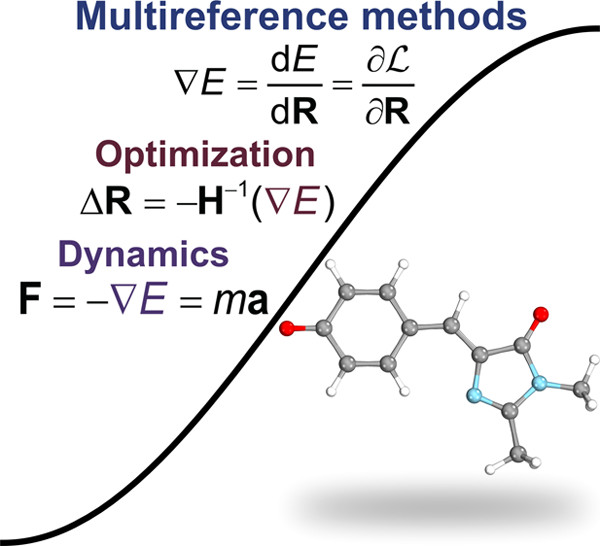 Multireference methods
∇E = dE/dR = ∂ℒ/∂R
Optimization
ΔR = −H⁻¹(∇E)
Dynamics
F = −∇E = ma